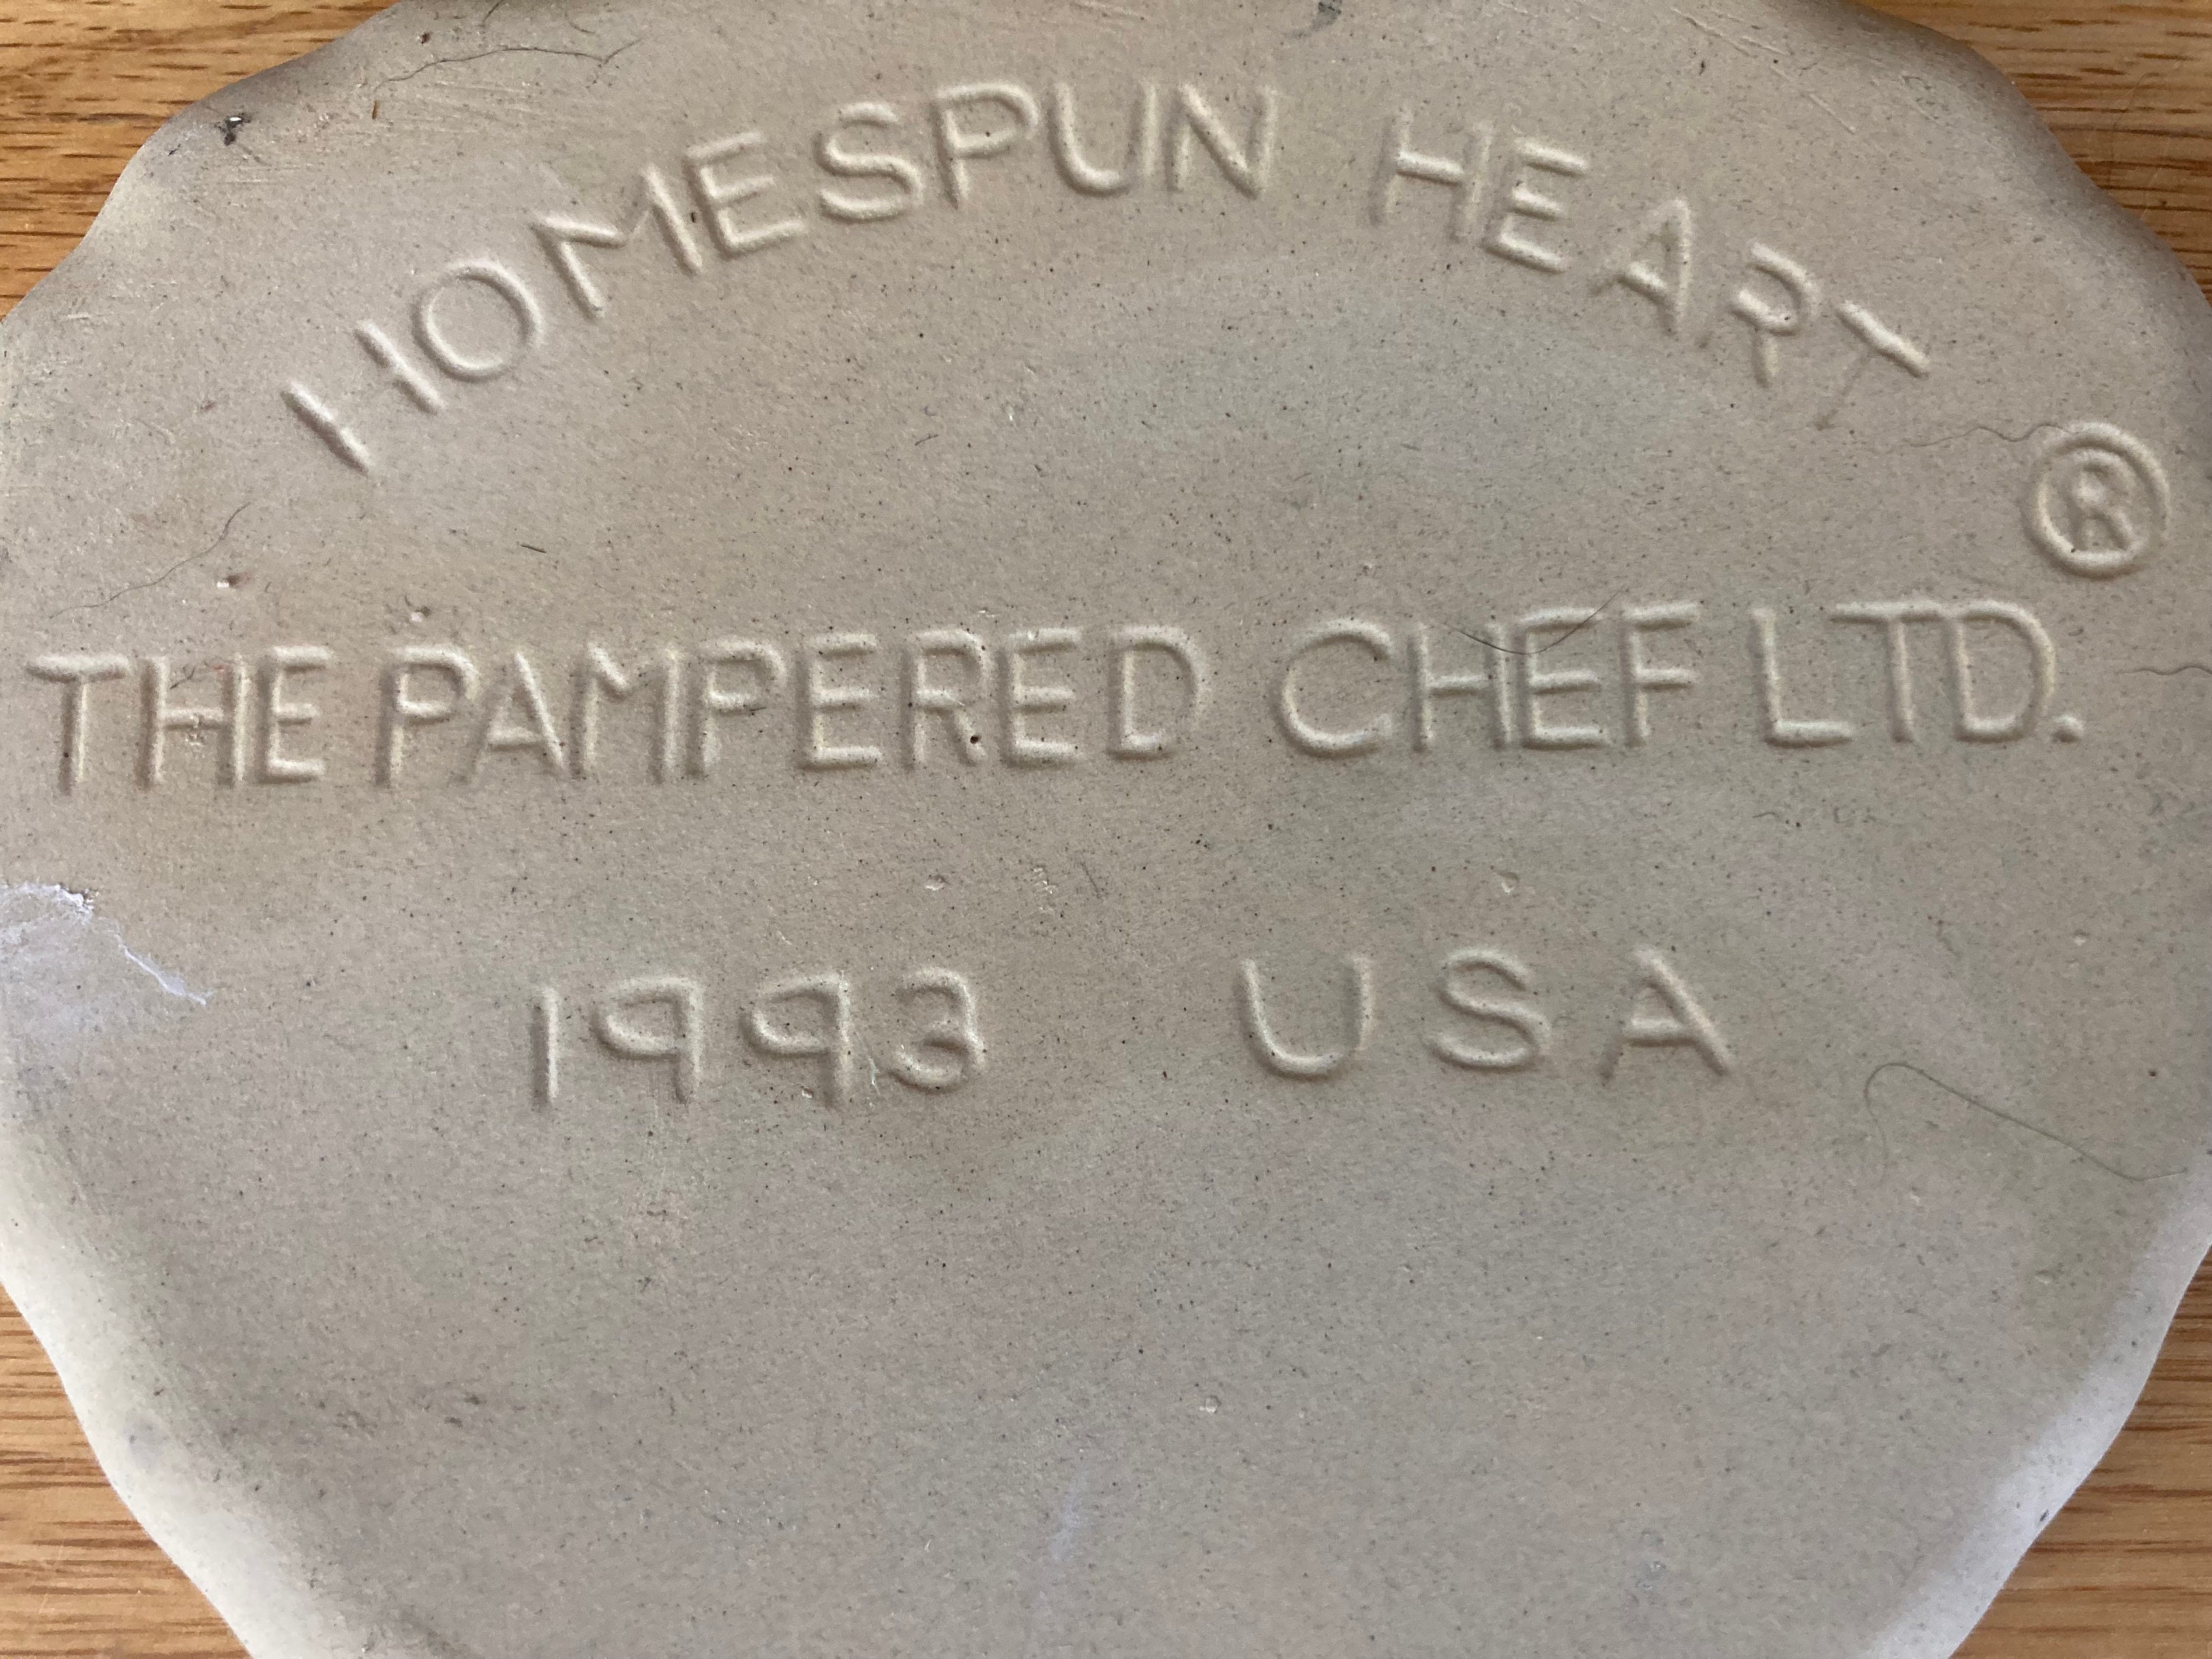 HOMESPUN HEART ®
THE PAMPERED CHEF LTD.
1993 USA